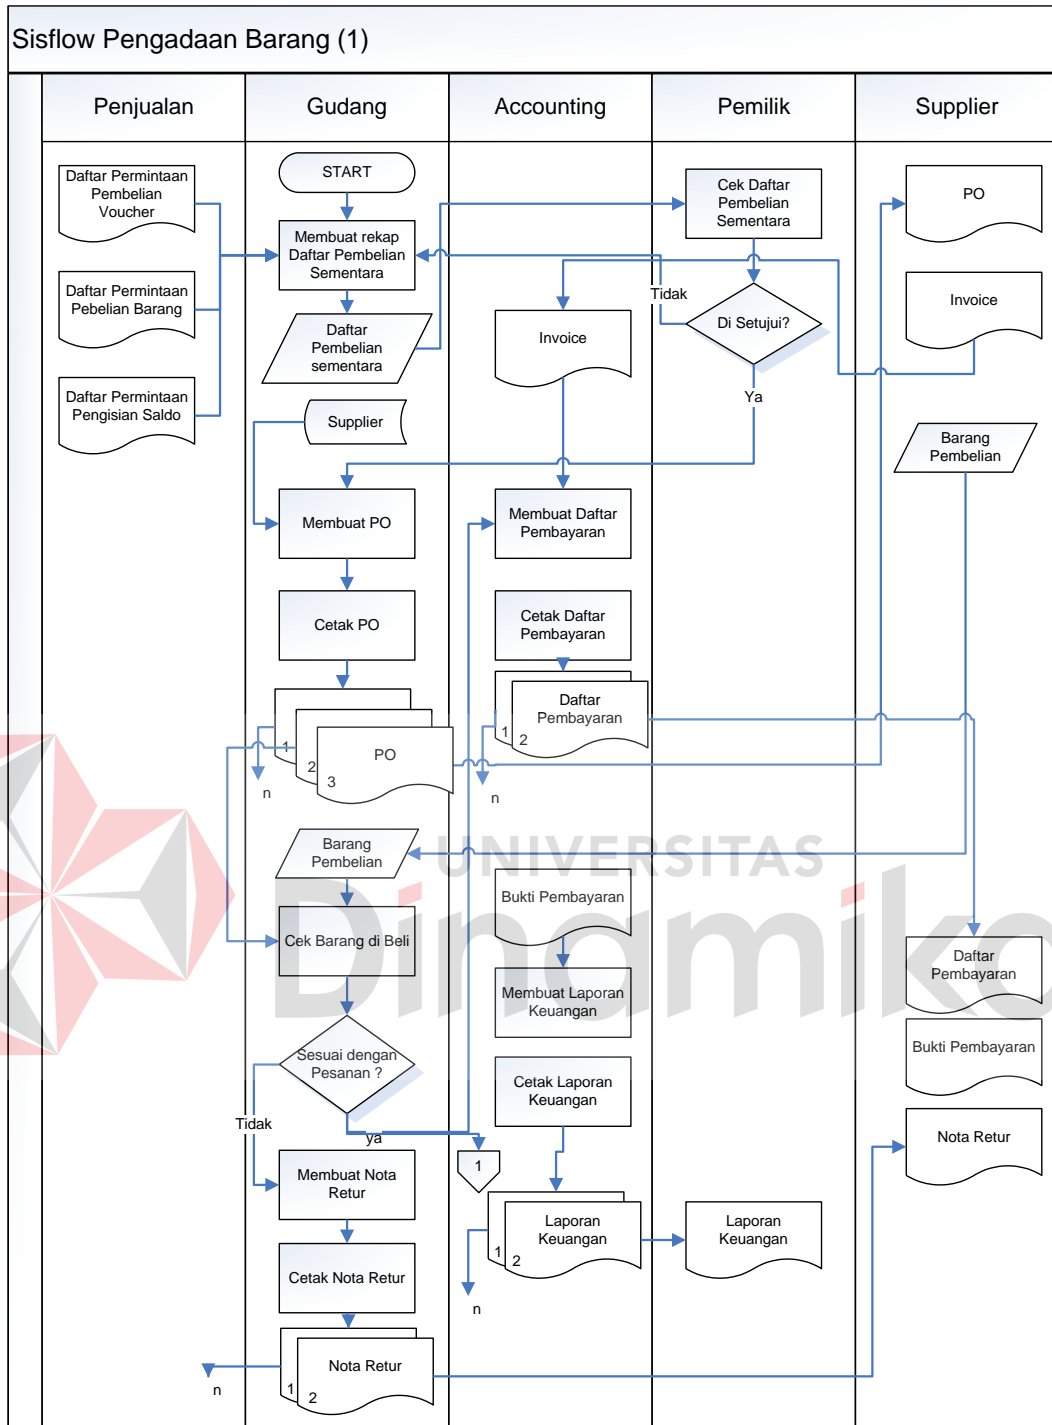 Sisflow Pengadaan Barang (1)
Penjualan
Gudang
Accounting
Pemilik
Supplier
Daftar Permintaan
Pembelian
Voucher
Daftar Permintaan
Pebelian Barang
Daftar Permintaan
Pengisian Saldo
START
Membuat rekap
Daftar Pembelian
Sementara
Daftar
Pembelian
sementara
Supplier
Membuat PO
Cetak PO
1
2
3
PO
n
Barang
Pembelian
Cek Barang di Beli
Sesuai dengan
Pesanan ?
Tidak
ya
Membuat Nota
Retur
Cetak Nota Retur
1
2
Nota Retur
n
Invoice
Membuat Daftar
Pembayaran
Cetak Daftar
Pembayaran
1
2
Daftar
Pembayaran
n
Bukti Pembayaran
Membuat Laporan
Keuangan
Cetak Laporan
Keuangan
1
1
2
Laporan
Keuangan
n
Cek Daftar
Pembelian
Sementara
Tidak
Di Setujui?
Ya
Laporan
Keuangan
PO
Invoice
Barang
Pembelian
Daftar
Pembayaran
Bukti Pembayaran
Nota Retur
UNIVERSITAS
Dinamika